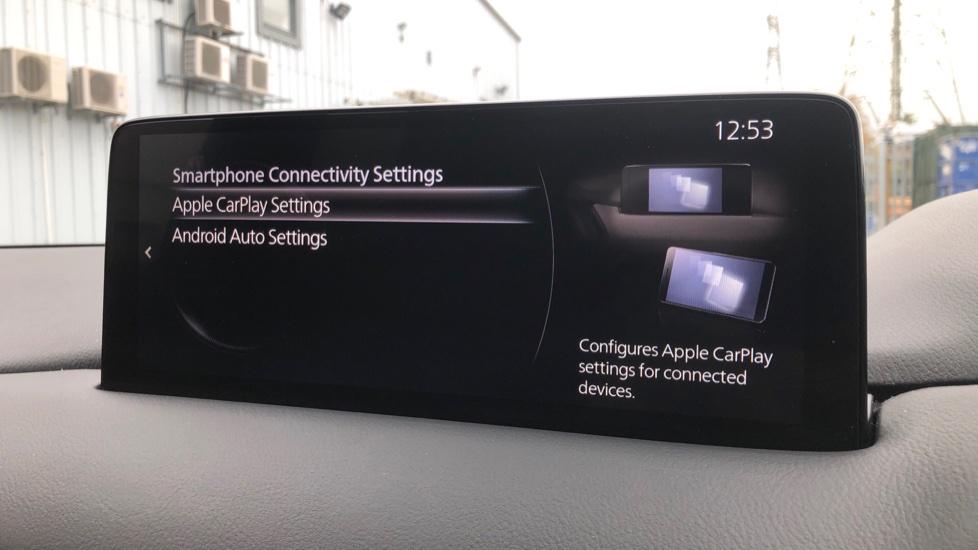 12:53
Smartphone Connectivity Settings
Apple CarPlay Settings
Android Auto Settings
Configures Apple CarPlay
settings for connected
devices.